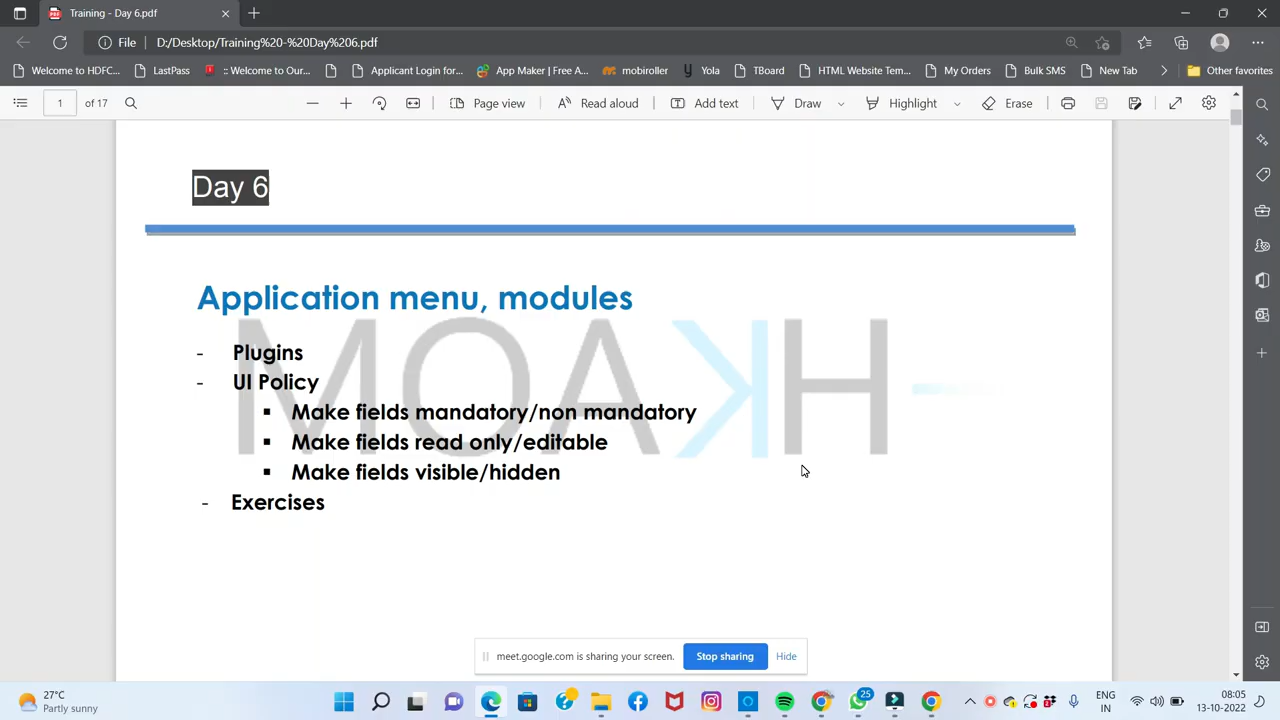 Training - Day 6.pdf
File D:/Desktop/Training%20-%20Day%206.pdf
Welcome to HDFC... LastPass :: Welcome to Our... Applicant Login for... App Maker | Free A... mobiroller Yola TBoard HTML Website Tem... My Orders Bulk SMS New Tab Other favorites
1 of 17 Page view Read aloud Add text Draw Highlight Erase
Day 6
Application menu, modules
- Plugins
- UI Policy
▪ Make fields mandatory/non mandatory
▪ Make fields read only/editable
▪ Make fields visible/hidden
- Exercises
meet.google.com is sharing your screen. Stop sharing Hide
27°C
Partly sunny
25
ENG
IN
08:05
13-10-2022